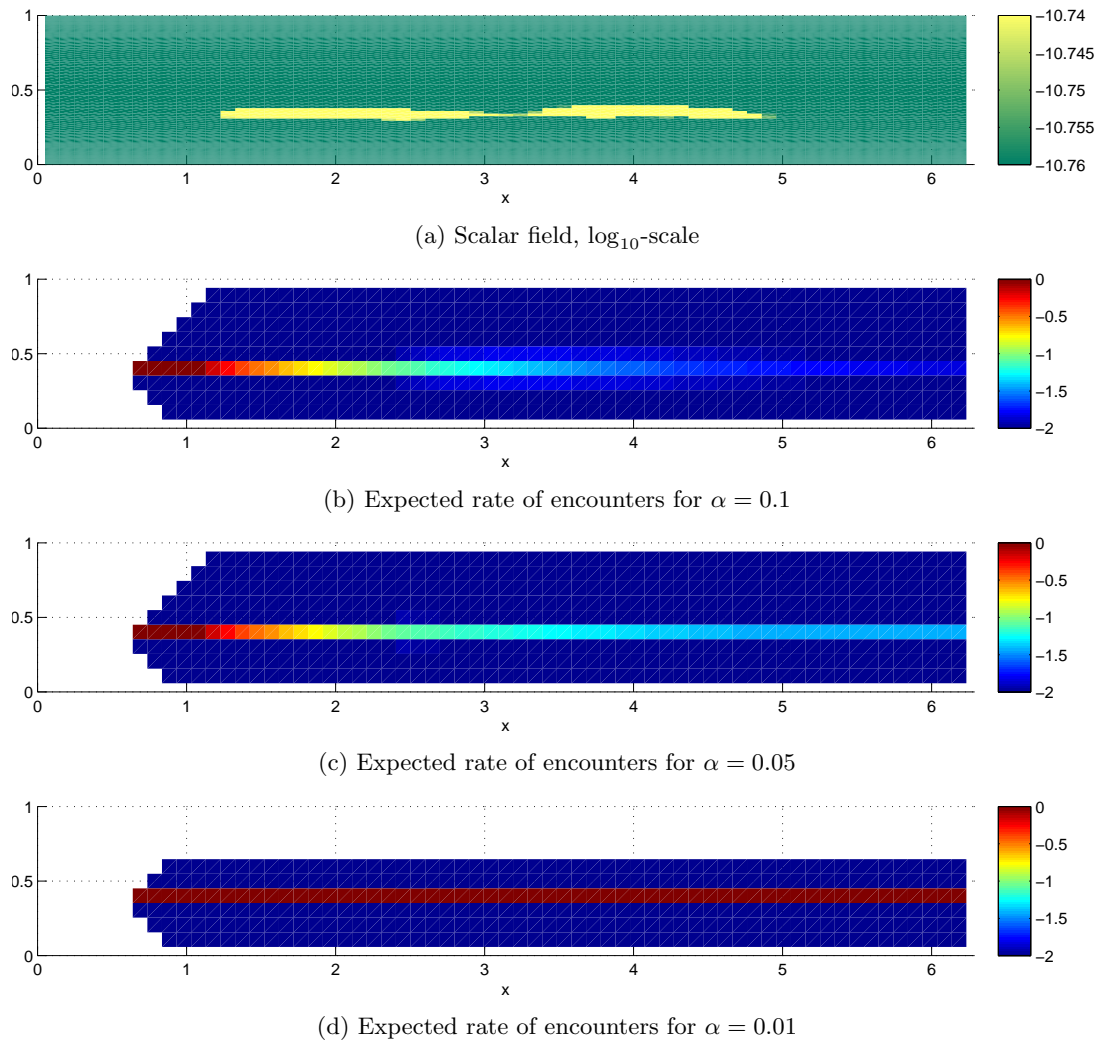 1
0.5
0
0 1 2 3 4 5 6
x
−10.74
−10.745
−10.75
−10.755
−10.76
(a) Scalar field, log10-scale
1
0.5
0
0 1 2 3 4 5 6
x
0
−0.5
−1
−1.5
−2
(b) Expected rate of encounters for α = 0.1
1
0.5
0
0 1 2 3 4 5 6
x
0
−0.5
−1
−1.5
−2
(c) Expected rate of encounters for α = 0.05
1
0.5
0
0 1 2 3 4 5 6
x
0
−0.5
−1
−1.5
−2
(d) Expected rate of encounters for α = 0.01